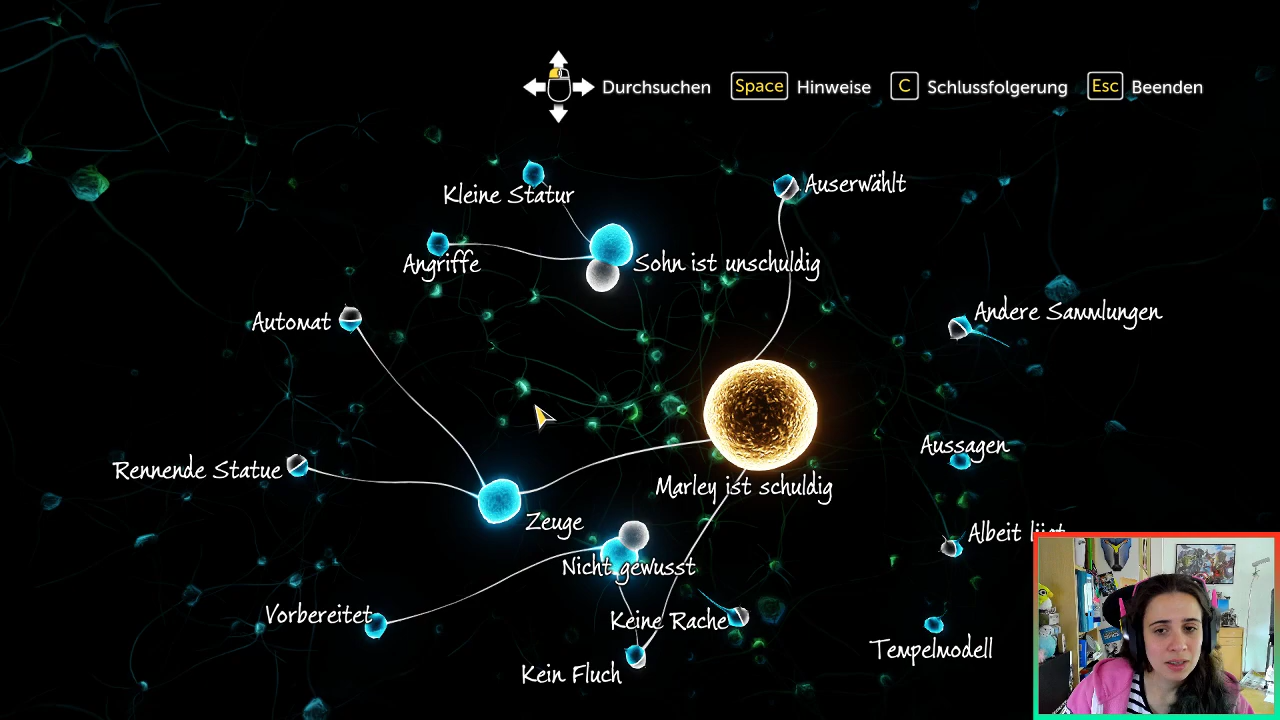 Durchsuchen
Space Hinweise
C Schlussfolgerung
Esc Beenden
Kleine Statur
Auserwählt
Angriffe
Sohn ist unschuldig
Automat
Andere Sammlungen
Aussagen
Rennende Statue
Marley ist schuldig
Zeuge
Albeit
Nicht gewusst
Vorbereitet
Keine Rache
Tempelmodell
Kein Fluch